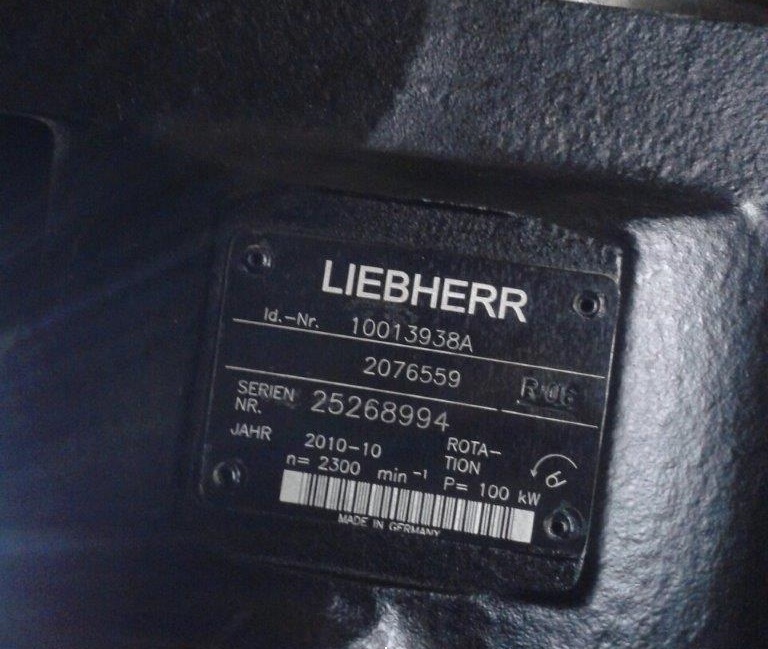 LIEBHERR
Id.-Nr. 10013938A
2076559
SERIEN NR. 25268994
JAHR 2010-10 ROTA-TION
n= 2300 min⁻¹ P= 100 kW
MADE IN GERMANY